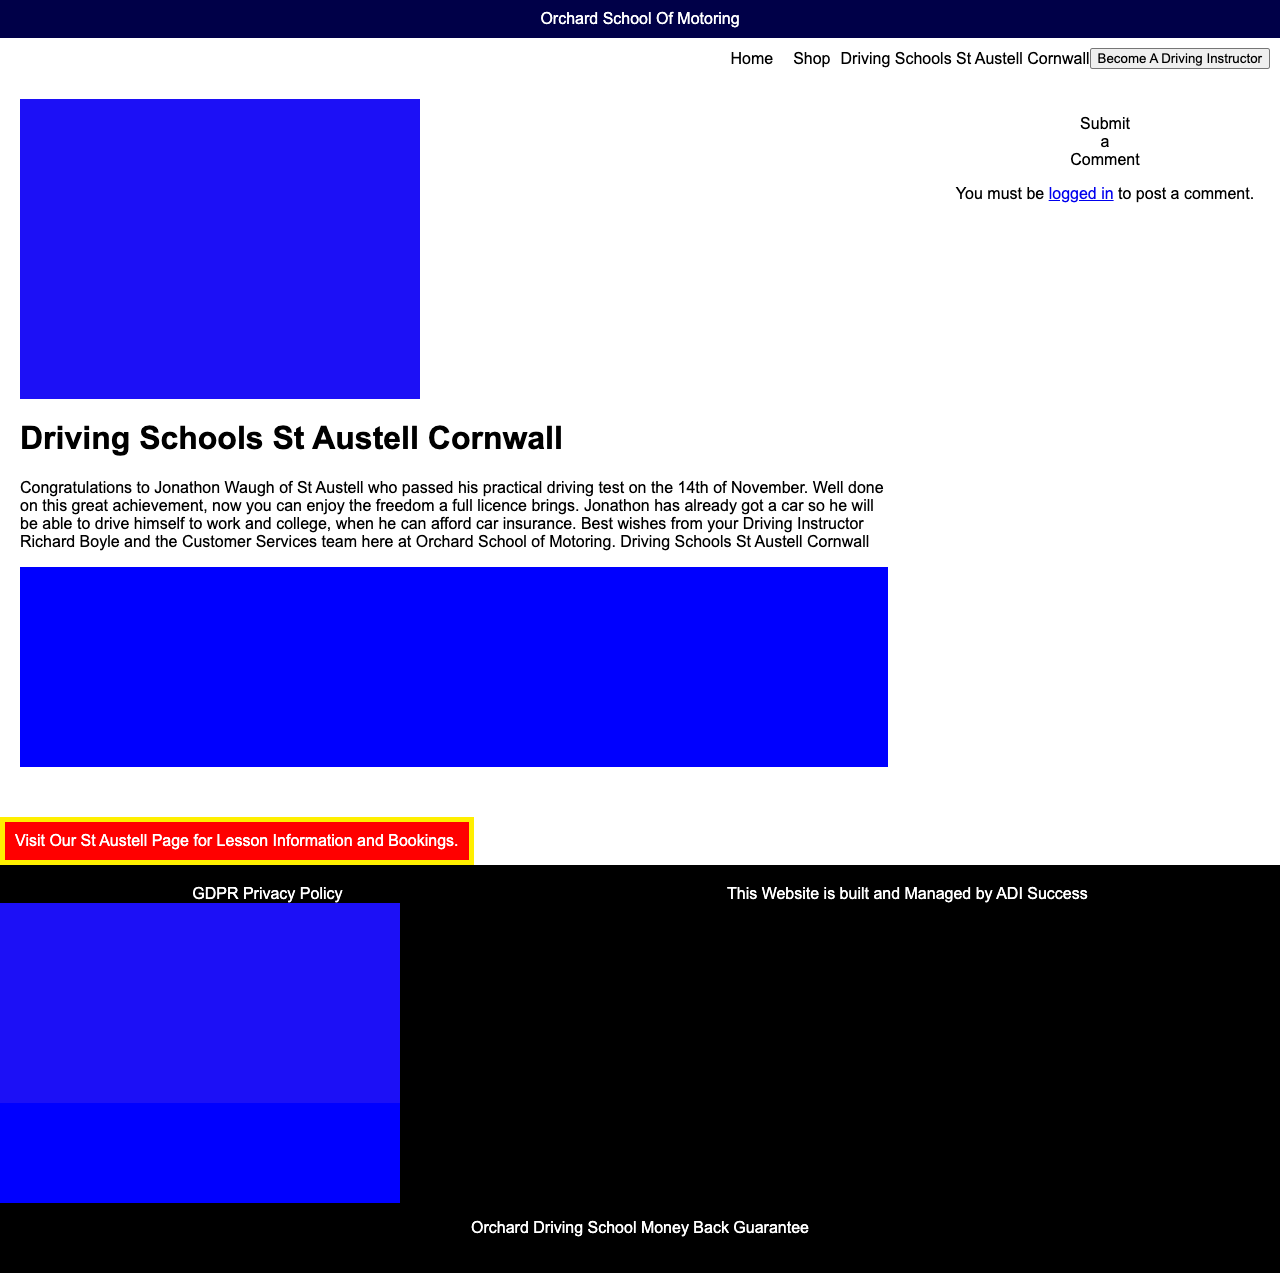 Orchard School Of Motoring
Home Shop Driving Schools St Austell Cornwall Become A Driving Instructor
Submit
a
Comment
You must be logged in to post a comment.
Driving Schools St Austell Cornwall
Congratulations to Jonathon Waugh of St Austell who passed his practical driving test on the 14th of November. Well done
on this great achievement, now you can enjoy the freedom a full licence brings. Jonathon has already got a car so he will
be able to drive himself to work and college, when he can afford car insurance. Best wishes from your Driving Instructor
Richard Boyle and the Customer Services team here at Orchard School of Motoring. Driving Schools St Austell Cornwall
Visit Our St Austell Page for Lesson Information and Bookings.
GDPR Privacy Policy
This Website is built and Managed by ADI Success
Orchard Driving School Money Back Guarantee